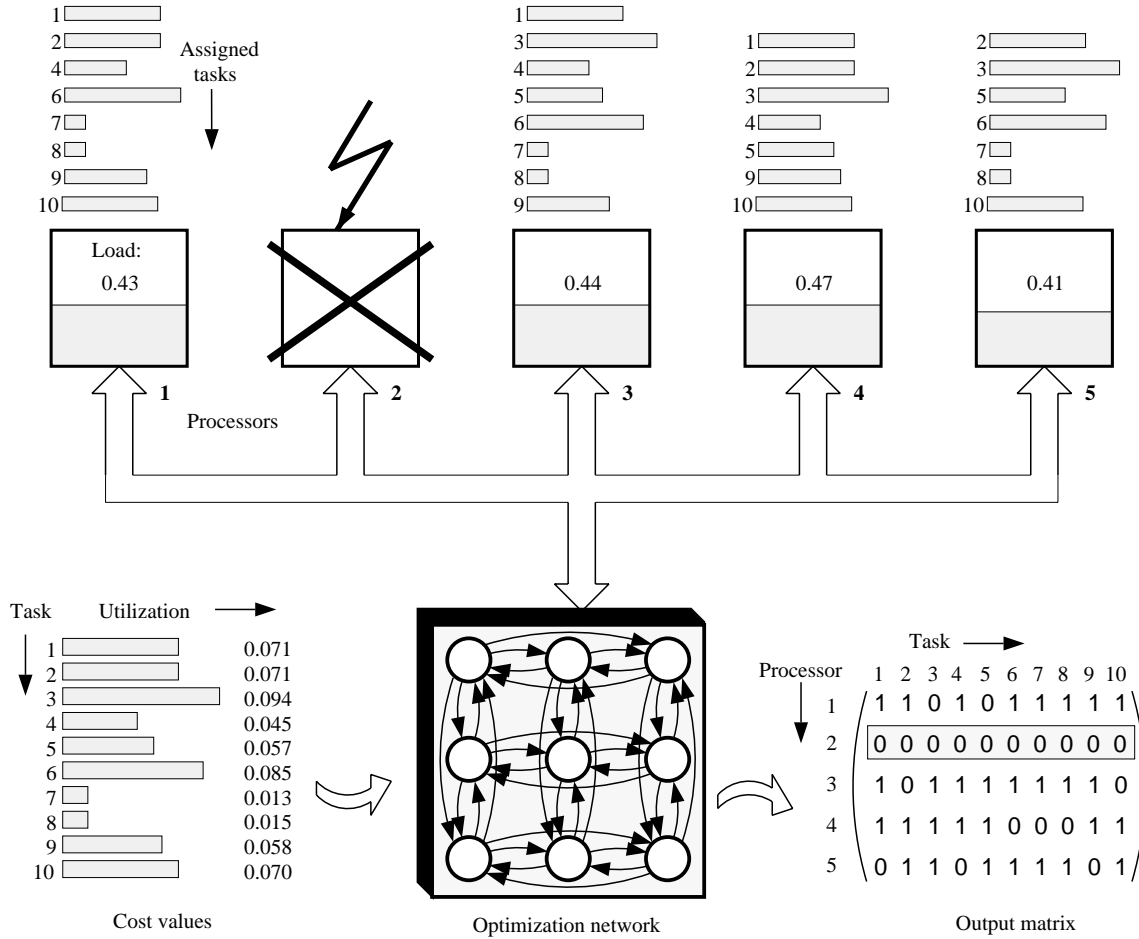 1
2
4
6
7
8
9
10
Assigned
tasks
1
3
4
5
6
7
8
9
1
2
3
4
5
9
10
2
3
5
6
7
8
10
Load:
0.43
0.44
0.47
0.41
1
2
3
4
5
Processors
Task
Utilization
1 0.071
2 0.071
3 0.094
4 0.045
5 0.057
6 0.085
7 0.013
8 0.015
9 0.058
10 0.070
Cost values
Optimization network
Task
Processor
1 2 3 4 5 6 7 8 9 10
1 1 1 0 1 0 1 1 1 1 1
2 0 0 0 0 0 0 0 0 0 0
3 1 0 1 1 1 1 1 1 1 0
4 1 1 1 1 1 0 0 0 1 1
5 0 1 1 0 1 1 1 1 0 1
Output matrix